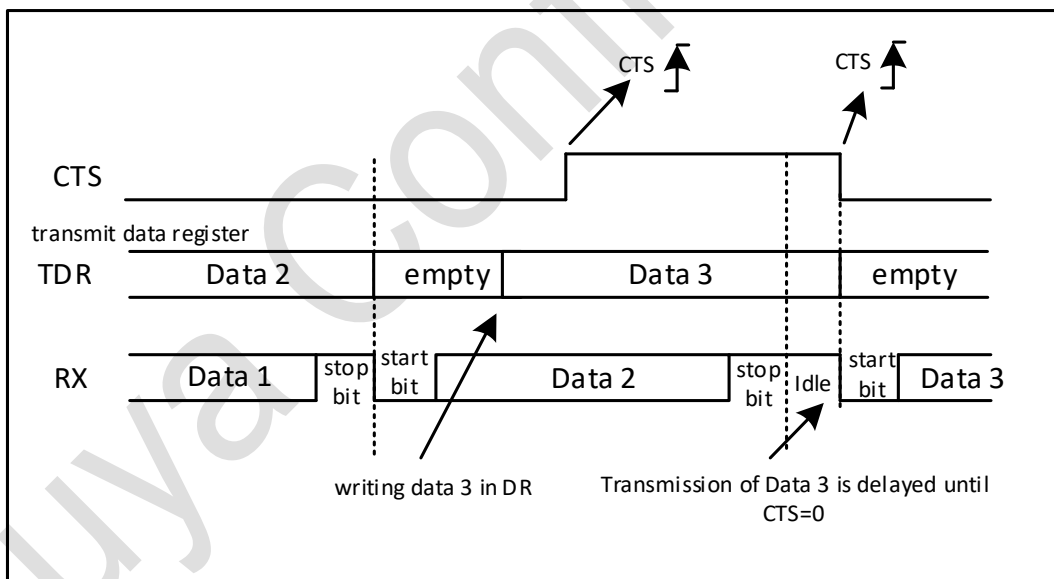 CTS
CTS
CTS
transmit data register
TDR
Data 2
empty
Data 3
empty
RX
Data 1
stop
bit
start
bit
Data 2
stop
bit
Idle
start
bit
Data 3
writing data 3 in DR
Transmission of Data 3 is delayed until
CTS=0